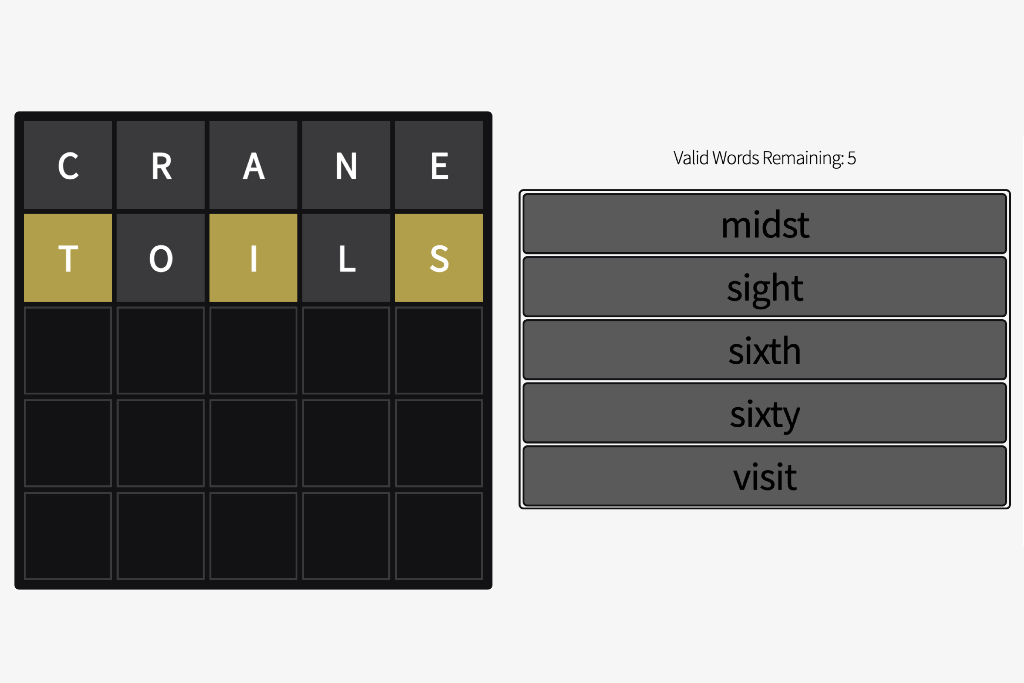 C R A N E
T O I L S
Valid Words Remaining: 5
midst
sight
sixth
sixty
visit